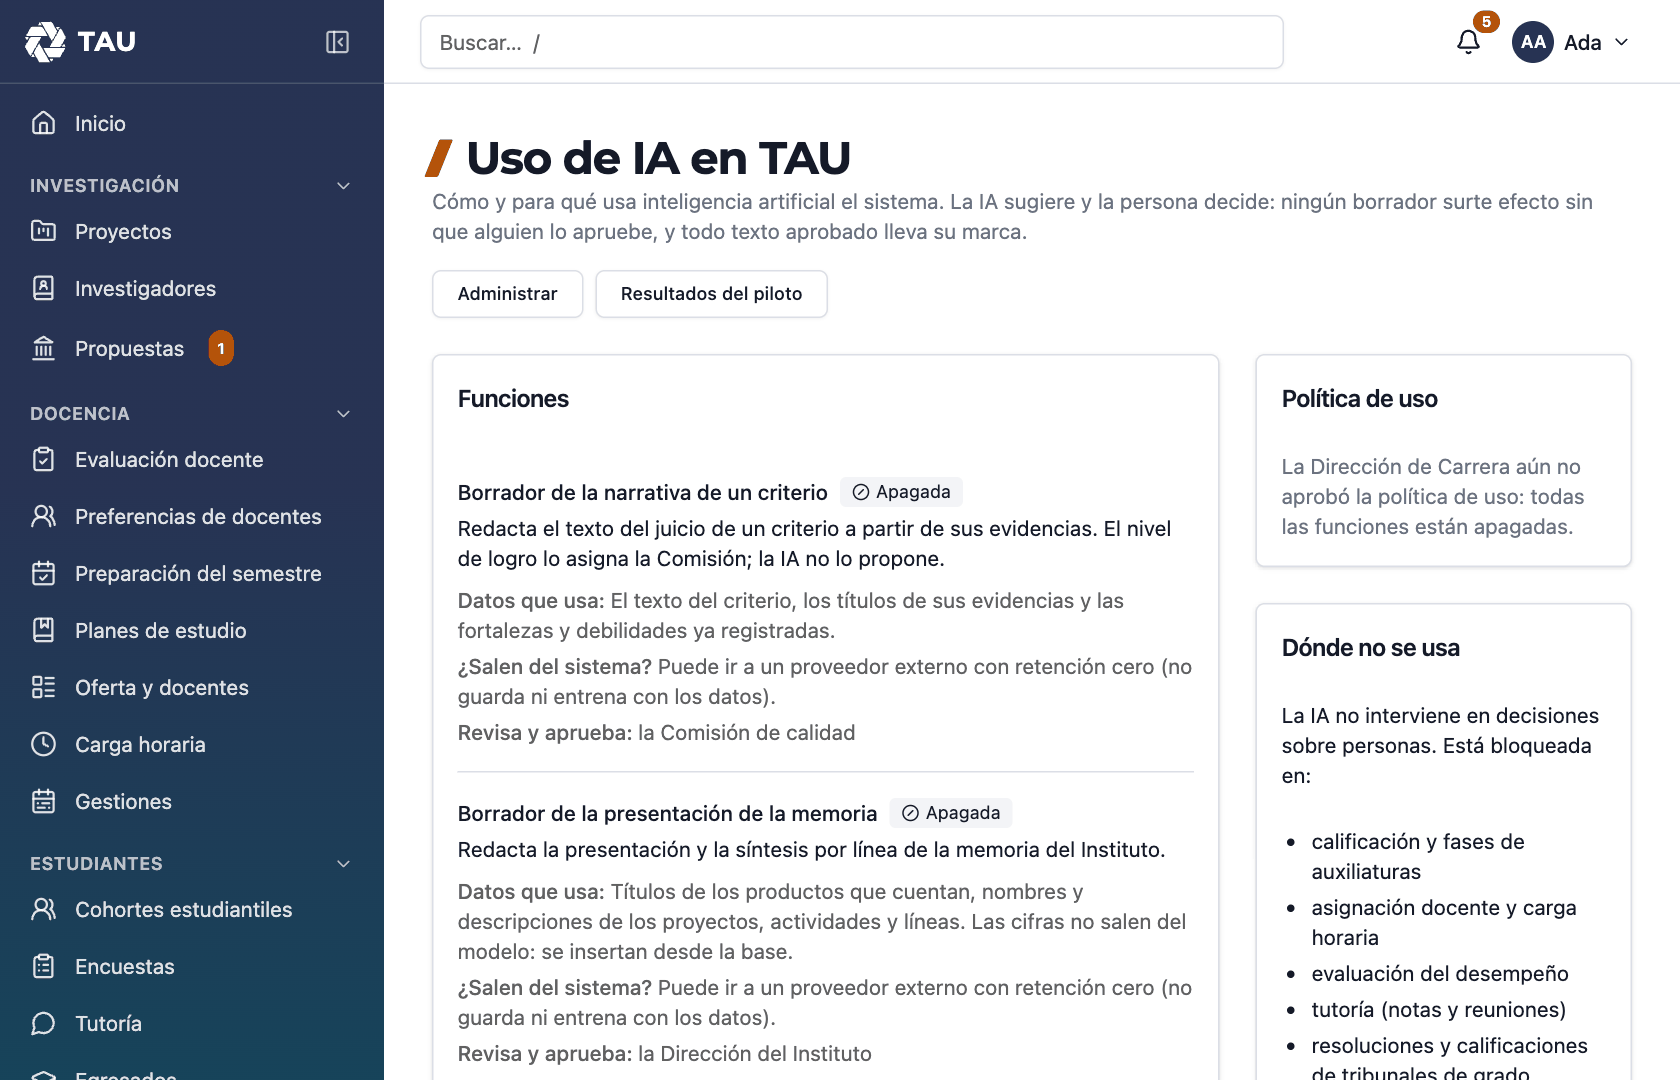 TAU
Inicio
INVESTIGACIÓN
Proyectos
Investigadores
Propuestas
1
DOCENCIA
Evaluación docente
Preferencias de docentes
Preparación del semestre
Planes de estudio
Oferta y docentes
Carga horaria
Gestiones
ESTUDIANTES
Cohortes estudiantiles
Encuestas
Tutoría
Egresados
Buscar... /
5
AA
Ada
Uso de IA en TAU
Cómo y para qué usa inteligencia artificial el sistema. La IA sugiere y la persona decide: ningún borrador surte efecto sin
que alguien lo apruebe, y todo texto aprobado lleva su marca.
Administrar
Resultados del piloto
Funciones
Borrador de la narrativa de un criterio
Apagada
Redacta el texto del juicio de un criterio a partir de sus evidencias. El nivel
de logro lo asigna la Comisión; la IA no lo propone.
Datos que usa: El texto del criterio, los títulos de sus evidencias y las
fortalezas y debilidades ya registradas.
¿Salen del sistema? Puede ir a un proveedor externo con retención cero (no
guarda ni entrena con los datos).
Revisa y aprueba: la Comisión de calidad
Borrador de la presentación de la memoria
Apagada
Redacta la presentación y la síntesis por línea de la memoria del Instituto.
Datos que usa: Títulos de los productos que cuentan, nombres y
descripciones de los proyectos, actividades y líneas. Las cifras no salen del
modelo: se insertan desde la base.
¿Salen del sistema? Puede ir a un proveedor externo con retención cero (no
guarda ni entrena con los datos).
Revisa y aprueba: la Dirección del Instituto
Política de uso
La Dirección de Carrera aún no
aprobó la política de uso: todas
las funciones están apagadas.
Dónde no se usa
La IA no interviene en decisiones
sobre personas. Está bloqueada
en:
calificación y fases de
auxiliaturas
asignación docente y carga
horaria
evaluación del desempeño
tutoría (notas y reuniones)
resoluciones y calificaciones
de tribunales de grado